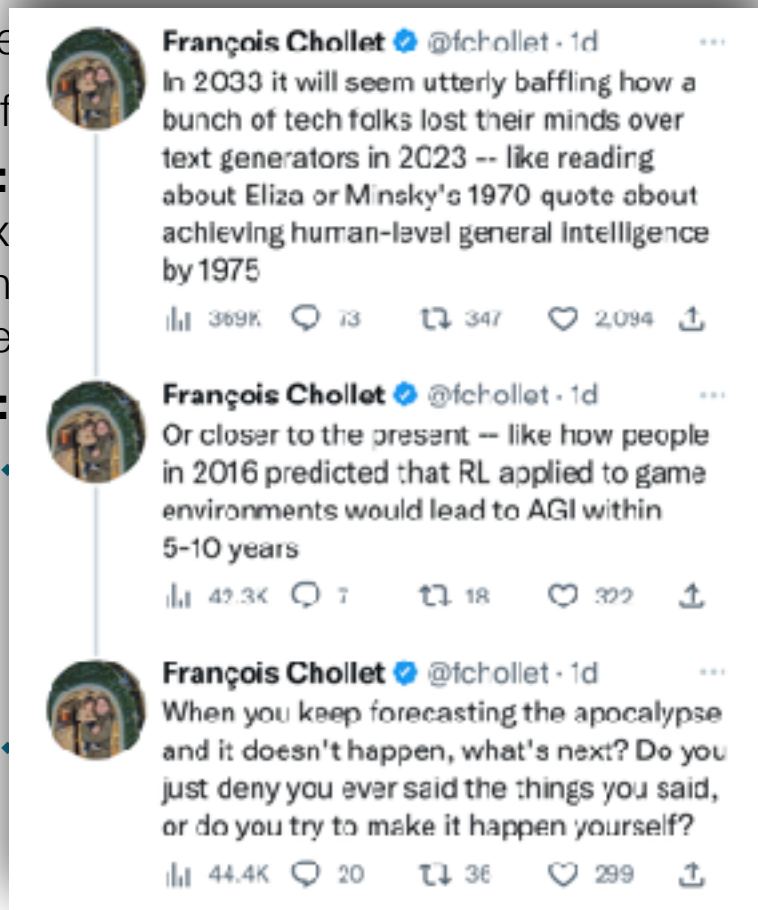 François Chollet @fchollet · 1d ...
In 2033 it will seem utterly baffling how a
bunch of tech folks lost their minds over
text generators in 2023 -- like reading
about Eliza or Minsky's 1970 quote about
achieving human-level general intelligence
by 1975
369K 73 347 2,094
François Chollet @fchollet · 1d ...
Or closer to the present -- like how people
in 2016 predicted that RL applied to game
environments would lead to AGI within
5-10 years
42.3K 7 18 322
François Chollet @fchollet · 1d ...
When you keep forecasting the apocalypse
and it doesn't happen, what's next? Do you
just deny you ever said the things you said,
or do you try to make it happen yourself?
44.4K 20 36 299